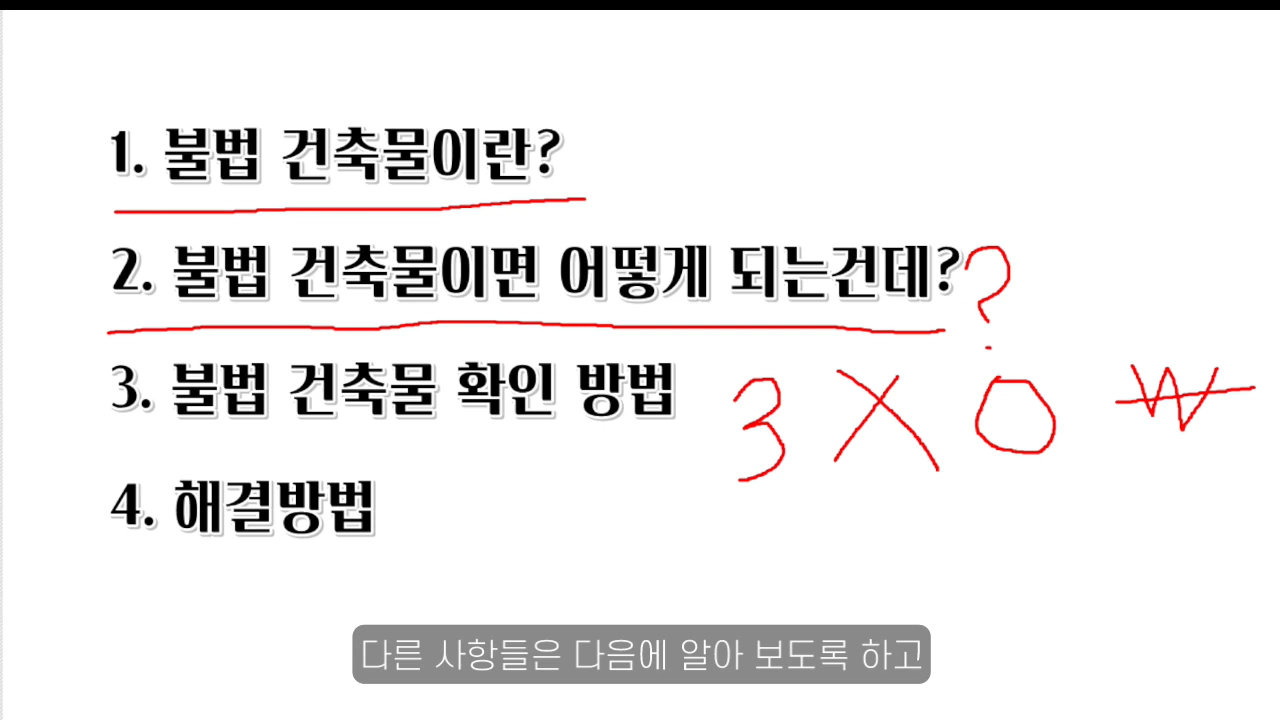 1. 불법 건축물이란?
2. 불법 건축물이면 어떻게 되는건데? ?
3. 불법 건축물 확인 방법 3 X O ₩
4. 해결방법
다른 사항들은 다음에 알아 보도록 하고